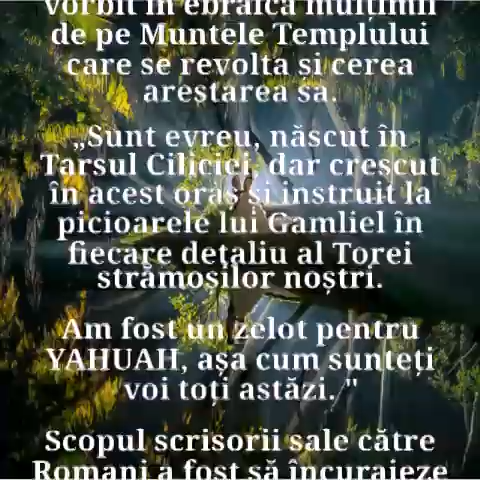 vorbit în ebraică mulțimii
de pe Muntele Templului
care se revolta și cerea
arestarea sa.
„Sunt evreu, născut în
Tarsul Ciliciei, dar crescut
în acest oraș și instruit la
picioarele lui Gamliel în
fiecare detaliu al Torei
strămoșilor noștri.
Am fost un zelot pentru
YAHUAH, așa cum sunteți
voi toți astăzi. "
Scopul scrisorii sale către
Romani a fost să încurajeze